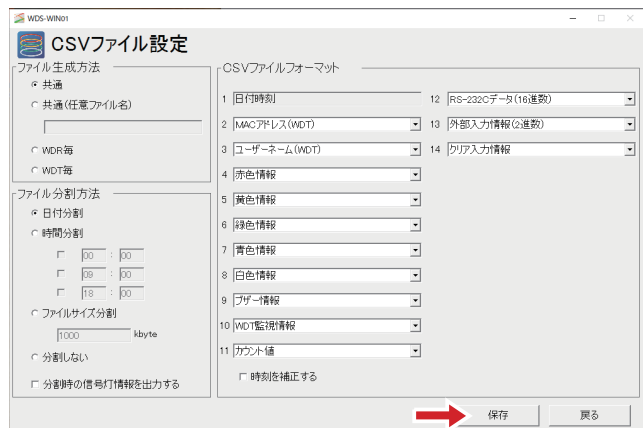 WDS-WIN01
CSVファイル設定
ファイル生成方法
共通
共通(任意ファイル名)
WDR毎
WDT毎
ファイル分割方法
日付分割
時間分割
00 : 00
09 : 00
18 : 00
ファイルサイズ分割
1000 kbyte
分割しない
分割時の信号灯情報を出力する
CSVファイルフォーマット
1 日付時刻
2 MACアドレス(WDT)
3 ユーザーネーム(WDT)
4 赤色情報
5 黄色情報
6 緑色情報
7 青色情報
8 白色情報
9 ブザー情報
10 WDT監視情報
11 カウント値
時刻を補正する
12 RS-232Cデータ(16進数)
13 外部入力情報(2進数)
14 クリア入力情報
保存
戻る